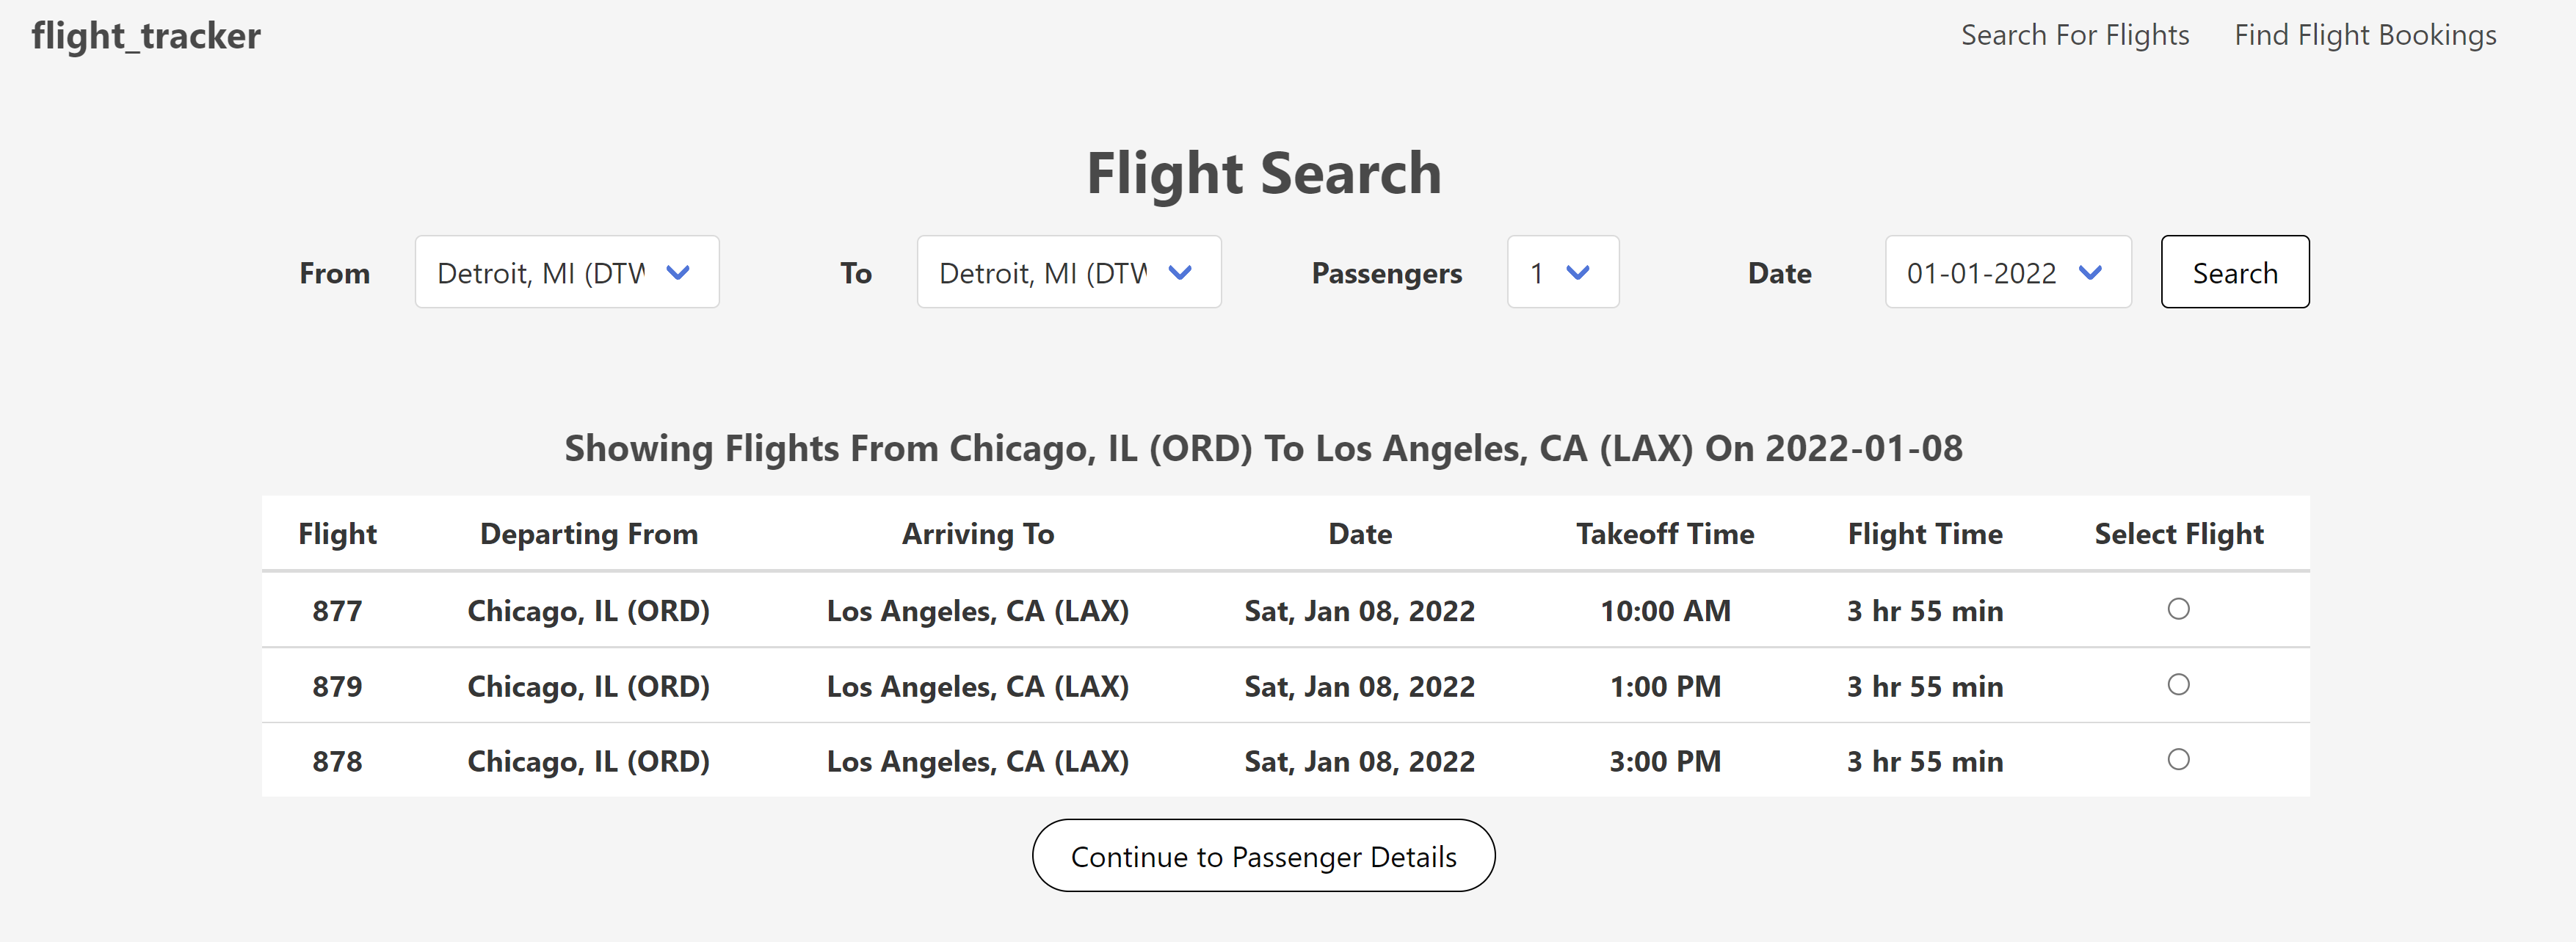 flight_tracker Search For Flights Find Flight Bookings
Flight Search
From Detroit, MI (DTW To Detroit, MI (DTW Passengers 1 Date 01-01-2022 Search
Showing Flights From Chicago, IL (ORD) To Los Angeles, CA (LAX) On 2022-01-08
Flight Departing From Arriving To Date Takeoff Time Flight Time Select Flight
877 Chicago, IL (ORD) Los Angeles, CA (LAX) Sat, Jan 08, 2022 10:00 AM 3 hr 55 min
879 Chicago, IL (ORD) Los Angeles, CA (LAX) Sat, Jan 08, 2022 1:00 PM 3 hr 55 min
878 Chicago, IL (ORD) Los Angeles, CA (LAX) Sat, Jan 08, 2022 3:00 PM 3 hr 55 min
Continue to Passenger Details